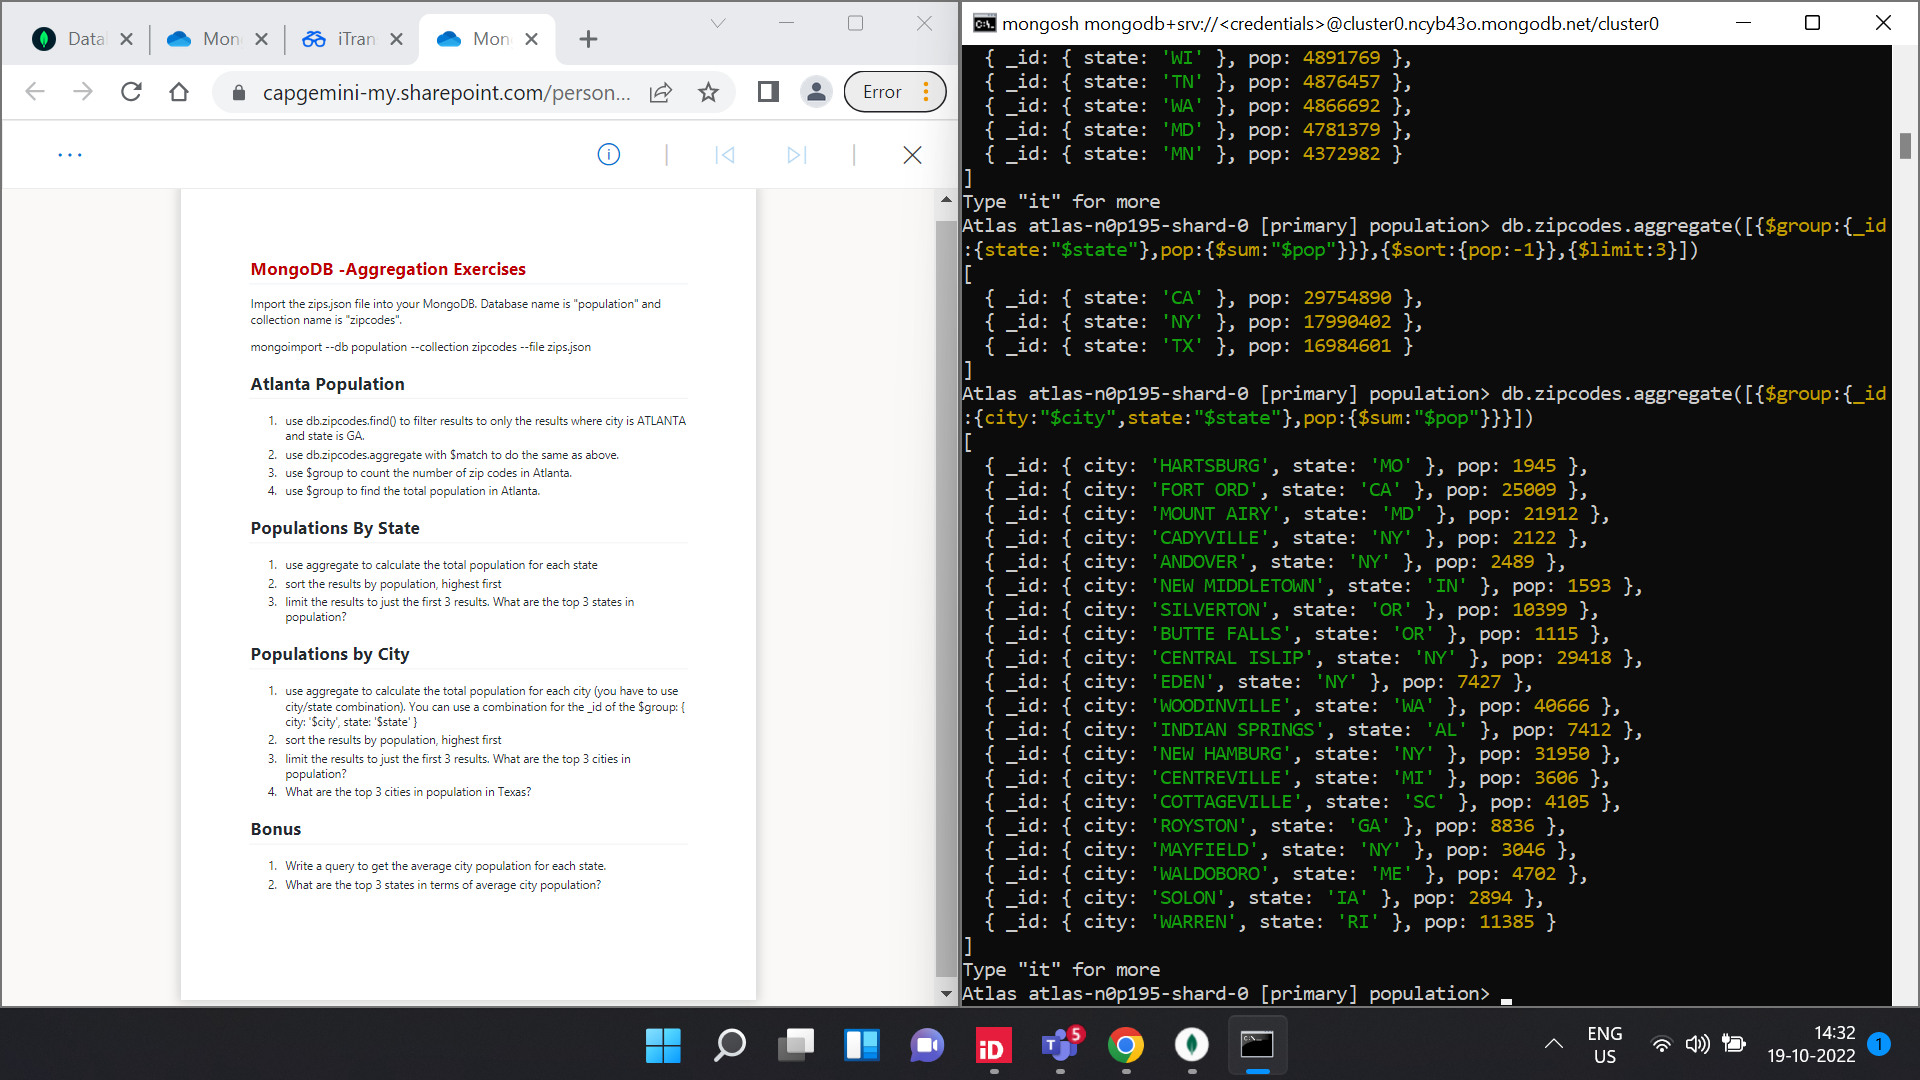 Data
Mon
iTran
Mon
capgemini-my.sharepoint.com/person...
Error
MongoDB -Aggregation Exercises
Import the zips.json file into your MongoDB. Database name is "population" and
collection name is "zipcodes".
mongoimport --db population --collection zipcodes --file zips.json
Atlanta Population
1. use db.zipcodes.find() to filter results to only the results where city is ATLANTA
and state is GA.
2. use db.zipcodes.aggregate with $match to do the same as above.
3. use $group to count the number of zip codes in Atlanta.
4. use $group to find the total population in Atlanta.
Populations By State
1. use aggregate to calculate the total population for each state
2. sort the results by population, highest first
3. limit the results to just the first 3 results. What are the top 3 states in
population?
Populations by City
1. use aggregate to calculate the total population for each city (you have to use
city/state combination). You can use a combination for the _id of the $group: {
city: '$city', state: '$state' }
2. sort the results by population, highest first
3. limit the results to just the first 3 results. What are the top 3 cities in
population?
4. What are the top 3 cities in population in Texas?
Bonus
1. Write a query to get the average city population for each state.
2. What are the top 3 states in terms of average city population?
mongosh mongodb+srv://<credentials>@cluster0.ncyb43o.mongodb.net/cluster0
{ _id: { state: 'WI' }, pop: 4891769 },
{ _id: { state: 'TN' }, pop: 4876457 },
{ _id: { state: 'WA' }, pop: 4866692 },
{ _id: { state: 'MD' }, pop: 4781379 },
{ _id: { state: 'MN' }, pop: 4372982 }
]
Type "it" for more
Atlas atlas-n0p195-shard-0 [primary] population> db.zipcodes.aggregate([{$group:{_id
:{state:"$state"},pop:{$sum:"$pop"}}},{$sort:{pop:-1}},{$limit:3}])
[
{ _id: { state: 'CA' }, pop: 29754890 },
{ _id: { state: 'NY' }, pop: 17990402 },
{ _id: { state: 'TX' }, pop: 16984601 }
]
Atlas atlas-n0p195-shard-0 [primary] population> db.zipcodes.aggregate([{$group:{_id
:{city:"$city",state:"$state"},pop:{$sum:"$pop"}}}])
[
{ _id: { city: 'HARTSBURG', state: 'MO' }, pop: 1945 },
{ _id: { city: 'FORT ORD', state: 'CA' }, pop: 25009 },
{ _id: { city: 'MOUNT AIRY', state: 'MD' }, pop: 21912 },
{ _id: { city: 'CADYVILLE', state: 'NY' }, pop: 2122 },
{ _id: { city: 'ANDOVER', state: 'NY' }, pop: 2489 },
{ _id: { city: 'NEW MIDDLETOWN', state: 'IN' }, pop: 1593 },
{ _id: { city: 'SILVERTON', state: 'OR' }, pop: 10399 },
{ _id: { city: 'BUTTE FALLS', state: 'OR' }, pop: 1115 },
{ _id: { city: 'CENTRAL ISLIP', state: 'NY' }, pop: 29418 },
{ _id: { city: 'EDEN', state: 'NY' }, pop: 7427 },
{ _id: { city: 'WOODINVILLE', state: 'WA' }, pop: 40666 },
{ _id: { city: 'INDIAN SPRINGS', state: 'AL' }, pop: 7412 },
{ _id: { city: 'NEW HAMBURG', state: 'NY' }, pop: 31950 },
{ _id: { city: 'CENTREVILLE', state: 'MI' }, pop: 3606 },
{ _id: { city: 'COTTAGEVILLE', state: 'SC' }, pop: 4105 },
{ _id: { city: 'ROYSTON', state: 'GA' }, pop: 8836 },
{ _id: { city: 'MAYFIELD', state: 'NY' }, pop: 3046 },
{ _id: { city: 'WALDOBORO', state: 'ME' }, pop: 4702 },
{ _id: { city: 'SOLON', state: 'IA' }, pop: 2894 },
{ _id: { city: 'WARREN', state: 'RI' }, pop: 11385 }
]
Type "it" for more
Atlas atlas-n0p195-shard-0 [primary] population>
iD
T
5
ENG
US
14:32
19-10-2022
1